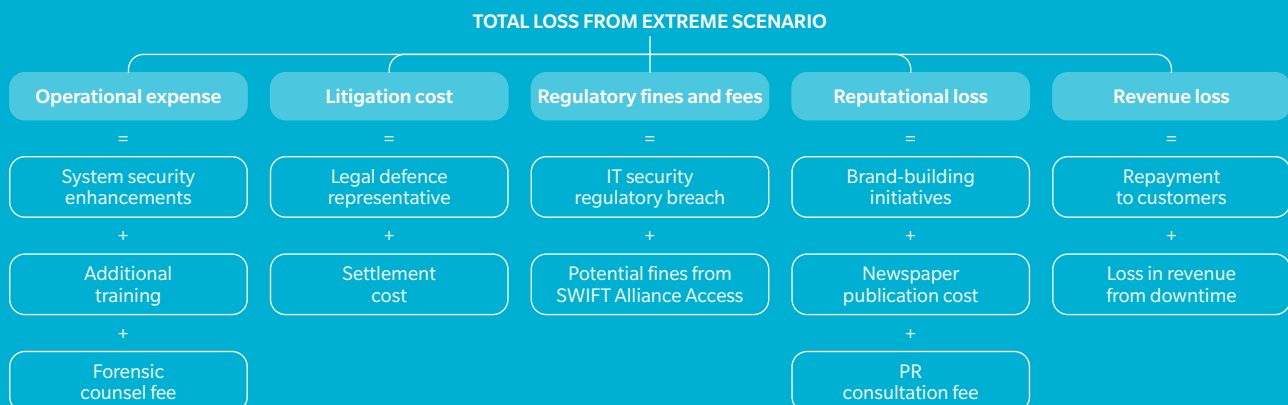 TOTAL LOSS FROM EXTREME SCENARIO
Operational expense
=
System security
enhancements
+
Additional
training
+
Forensic
counsel fee
Litigation cost
=
Legal defence
representative
+
Settlement
cost
Regulatory fines and fees
=
IT security
regulatory breach
+
Potential fines from
SWIFT Alliance Access
Reputational loss
=
Brand-building
initiatives
+
Newspaper
publication cost
+
PR
consultation fee
Revenue loss
=
Repayment
to customers
+
Loss in revenue
from downtime